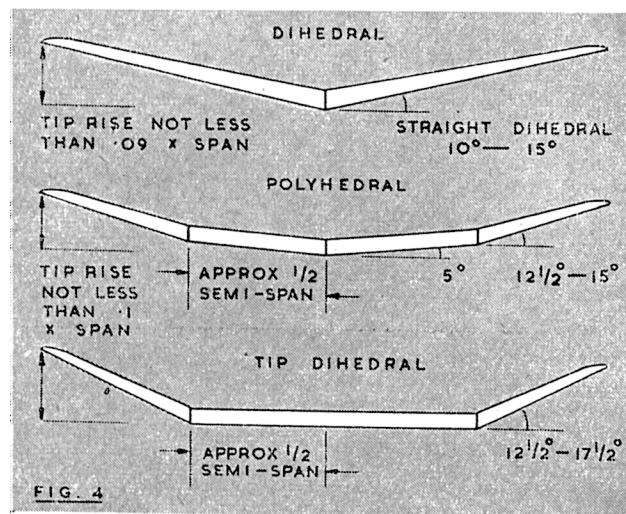 DIHEDRAL
TIP RISE NOT LESS
THAN ·09 X SPAN
STRAIGHT DIHEDRAL
10° — 15°
POLYHEDRAL
TIP RISE
NOT LESS
THAN ·1
X SPAN
APPROX 1/2
SEMI-SPAN
5°
12 1/2° — 15°
TIP DIHEDRAL
APPROX 1/2
SEMI-SPAN
12 1/2° – 17 1/2°
FIG. 4